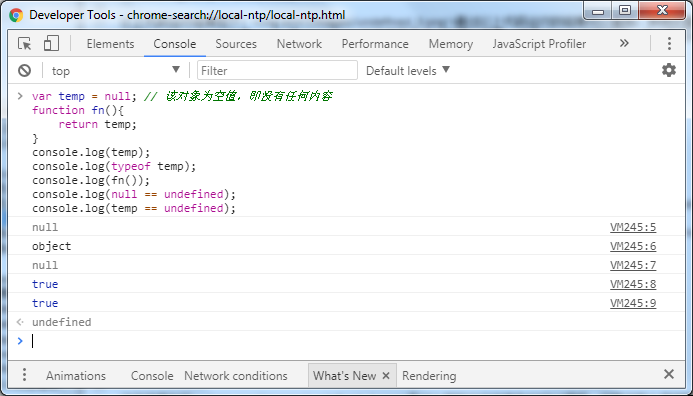 Developer Tools - chrome-search://local-ntp/local-ntp.html
Elements Console Sources Network Performance Memory JavaScript Profiler »
top Filter Default levels
var temp = null; // 该对象为空值，即没有任何内容
function fn(){
return temp;
}
console.log(temp);
console.log(typeof temp);
console.log(fn());
console.log(null == undefined);
console.log(temp == undefined);
null VM245:5
object VM245:6
null VM245:7
true VM245:8
true VM245:9
undefined
Animations Console Network conditions What's New Rendering